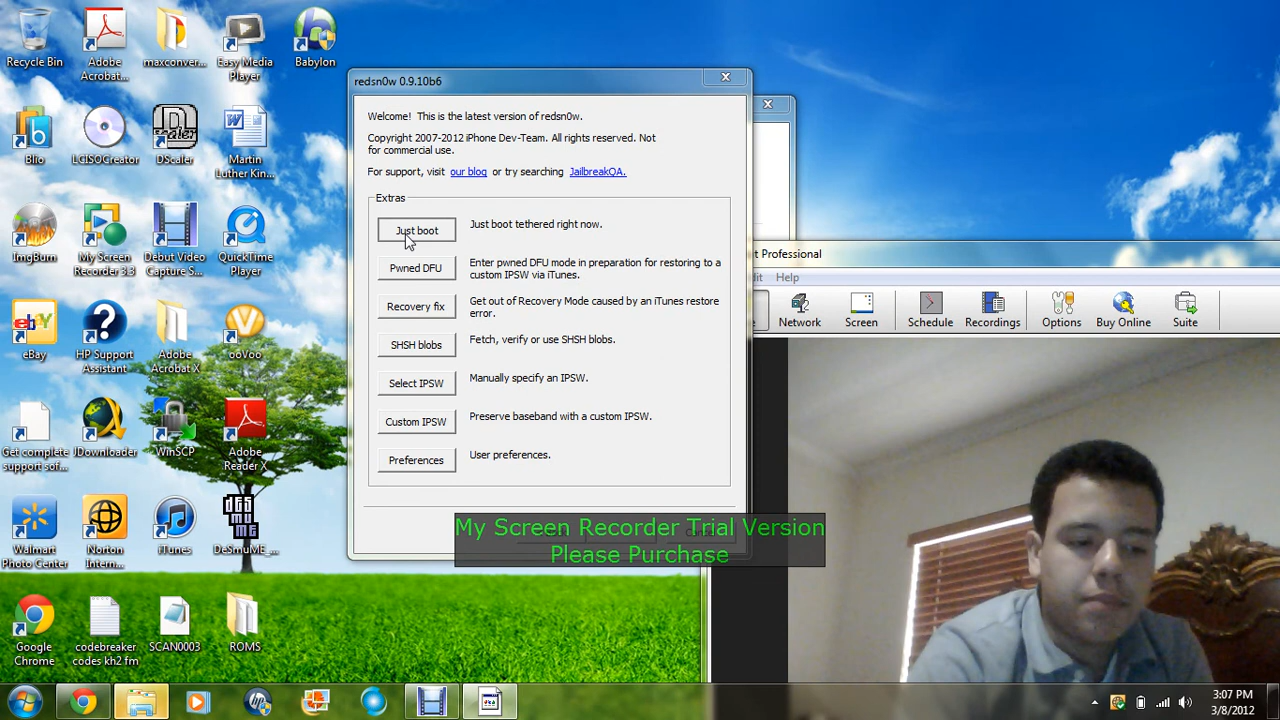 Recycle Bin
Adobe
Acrobat...
maxconver...
Easy Media
Player
Babylon
Blio
LCISOCreator
DScaler
Martin
Luther Kin...
ImgBurn
My Screen
Recorder 3.3
Debut Video
Capture S...
QuickTime
Player
eBay
HP Support
Assistant
Adobe
Acrobat X
ooVoo
Get complete
support sof...
JDownloader
WinSCP
Adobe
Reader X
Walmart
Photo Center
Norton
Intern...
iTunes
DeSmuME_...
Google
Chrome
codebreaker
codes kh2 fm
SCAN0003
ROMS
redsn0w 0.9.10b6
Welcome! This is the latest version of redsn0w.
Copyright 2007-2012 iPhone Dev-Team. All rights reserved. Not
for commercial use.
For support, visit our blog or try searching JailbreakQA.
Extras
Just boot
Just boot tethered right now.
Pwned DFU
Enter pwned DFU mode in preparation for restoring to a
custom IPSW via iTunes.
Recovery fix
Get out of Recovery Mode caused by an iTunes restore
error.
SHSH blobs
Fetch, verify or use SHSH blobs.
Select IPSW
Manually specify an IPSW.
Custom IPSW
Preserve baseband with a custom IPSW.
Preferences
User preferences.
My Screen Recorder Trial Version
Please Purchase
t Professional
Help
Network
Screen
Schedule
Recordings
Options
Buy Online
Suite
3:07 PM
3/8/2012